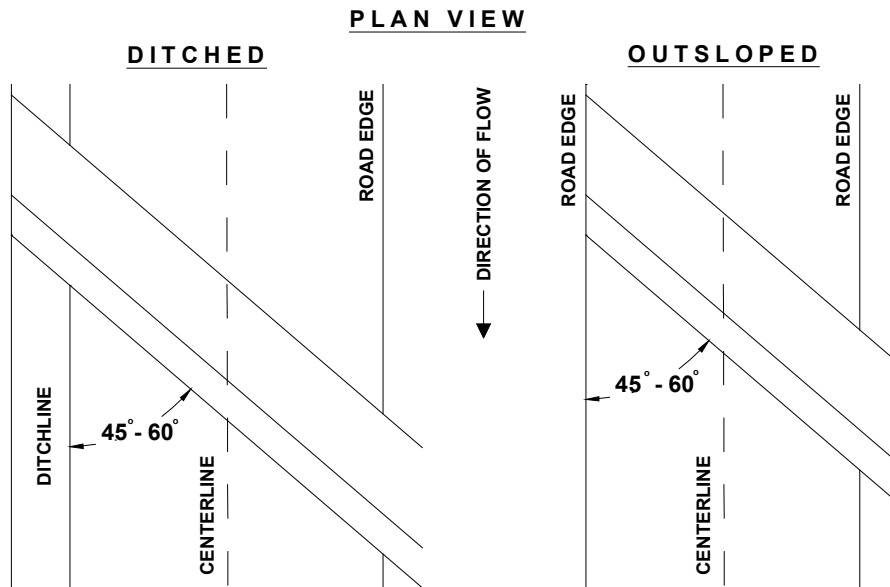 PLAN VIEW
DITCHED
OUTSLOPED
ROAD EDGE
DIRECTION OF FLOW
ROAD EDGE
ROAD EDGE
DITCHLINE
45° - 60°
CENTERLINE
45° - 60°
CENTERLINE